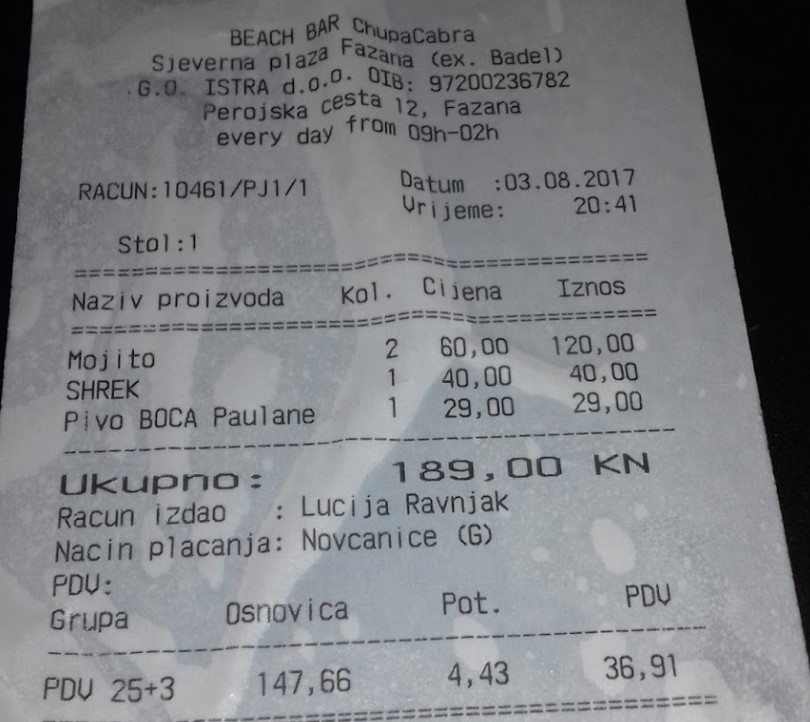 BEACH BAR ChupaCabra
Sjeverna plaza Fazana (ex. Badel)
.G.O. ISTRA d.o.o. OIB: 97200236782
Perojska cesta 12, Fazana
every day from 09h-02h
RACUN:10461/PJ1/1 Datum :03.08.2017
Vrijeme: 20:41
Stol:1
==================================================
Naziv proizvoda Kol. Cijena Iznos
==================================================
Mojito 2 60,00 120,00
SHREK 1 40,00 40,00
Pivo BOCA Paulane 1 29,00 29,00
--------------------------------------------------
Ukupno: 189,00 KN
Racun izdao : Lucija Ravnjak
Nacin placanja: Novcanice (G)
PDV:
Grupa Osnovica Pot. PDV
--------------------------------------------------
PDV 25+3 147,66 4,43 36,91
==================================================